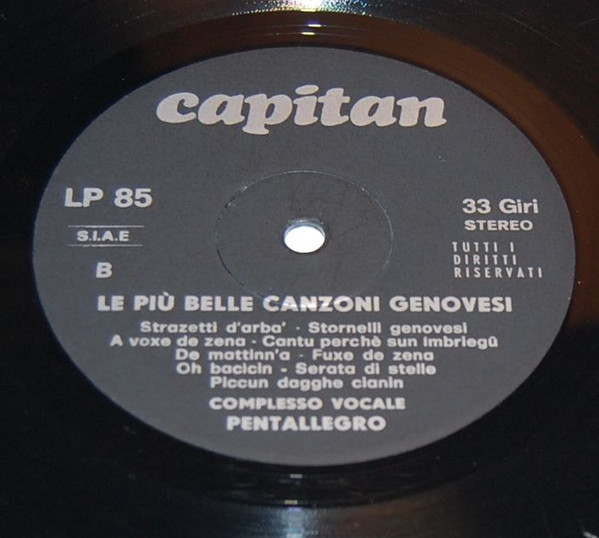 capitan
LP 85
33 Giri
STEREO
S.I.A.E
TUTTI I
DIRITTI
RISERVATI
B
LE PIÙ BELLE CANZONI GENOVESI
Strazetti d'arba' · Stornelli genovesi
A voxe de zena · Cantu perchè sun imbriegü
De mattinn'a · Fuxe de zena
Oh bacicin - Serata di stelle
Piccun dagghe cianin
COMPLESSO VOCALE
PENTALLEGRO